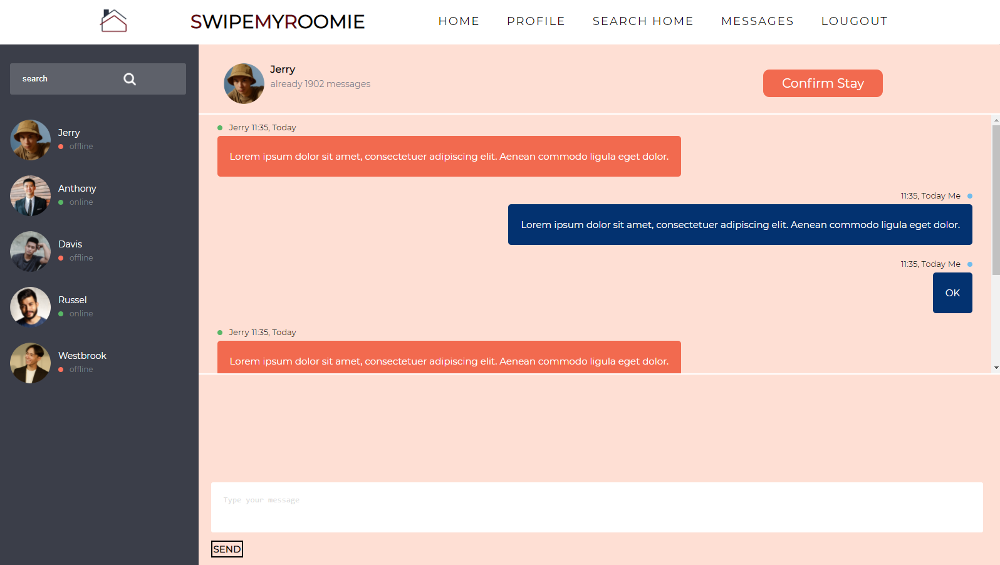 SWIPEMYROOMIE
HOME PROFILE SEARCH HOME MESSAGES LOUGOUT
search
Jerry
offline
Anthony
online
Davis
offline
Russel
online
Westbrook
offline
Jerry
already 1902 messages
Confirm Stay
Jerry 11:35, Today
Lorem ipsum dolor sit amet, consectetuer adipiscing elit. Aenean commodo ligula eget dolor.
11:35, Today Me
Lorem ipsum dolor sit amet, consectetuer adipiscing elit. Aenean commodo ligula eget dolor.
11:35, Today Me
OK
Jerry 11:35, Today
Lorem ipsum dolor sit amet, consectetuer adipiscing elit. Aenean commodo ligula eget dolor.
Type your message
SEND